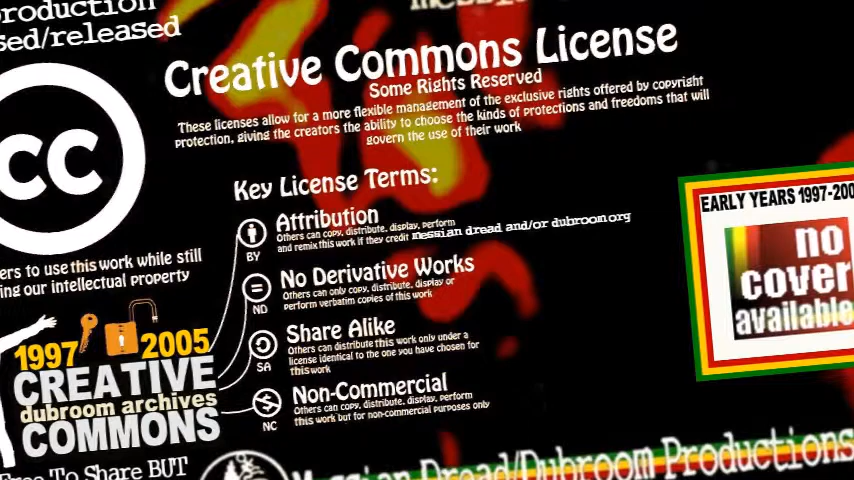 roduction
sed/released
Creative Commons License
Some Rights Reserved
These licenses allow for a more flexible management of the exclusive rights offered by copyright
protection, giving the creators the ability to choose the kinds of protections and freedoms that will
govern the use of their work
cc
Key License Terms:
Attribution
Others can copy, distribute, display, perform
and remix this work if they credit messian dread and/or dubroom.org
BY
No Derivative Works
Others can only copy, distribute, display or
perform verbatim copies of this work
ND
Share Alike
Others can distribute this work only under a
license identical to the one you have chosen for
this work
SA
Non-Commercial
Others can copy, distribute, display, perform
this work but for non-commercial purposes only
NC
ers to use this work while still
ing our intellectual property
1997 2005
CREATIVE
dubroom archives
COMMONS
Free To Share BUT
EARLY YEARS 1997-200
no
cover
available
Messian Dread/Dubroom Productions